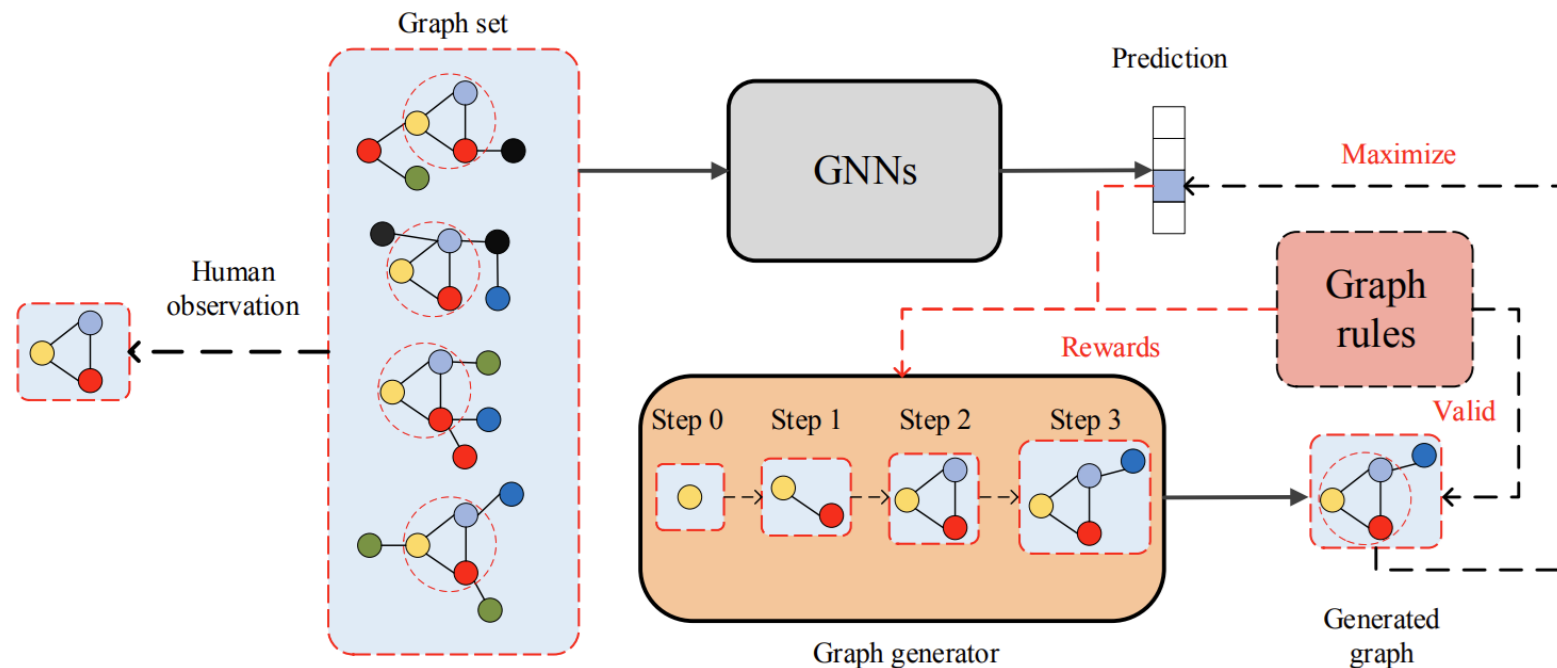 Graph set
Prediction
GNNs
Maximize
Human
observation
Graph
rules
Rewards
Valid
Step 0
Step 1
Step 2
Step 3
Generated
graph
Graph generator